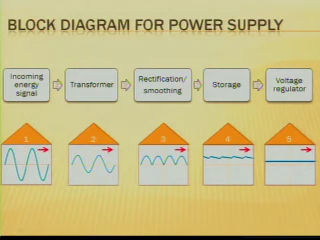 BLOCK DIAGRAM FOR POWER SUPPLY
Incoming
energy
signal
Transformer
Rectification/
smoothing
Storage
Voltage
regulator
1
2
3
4
5